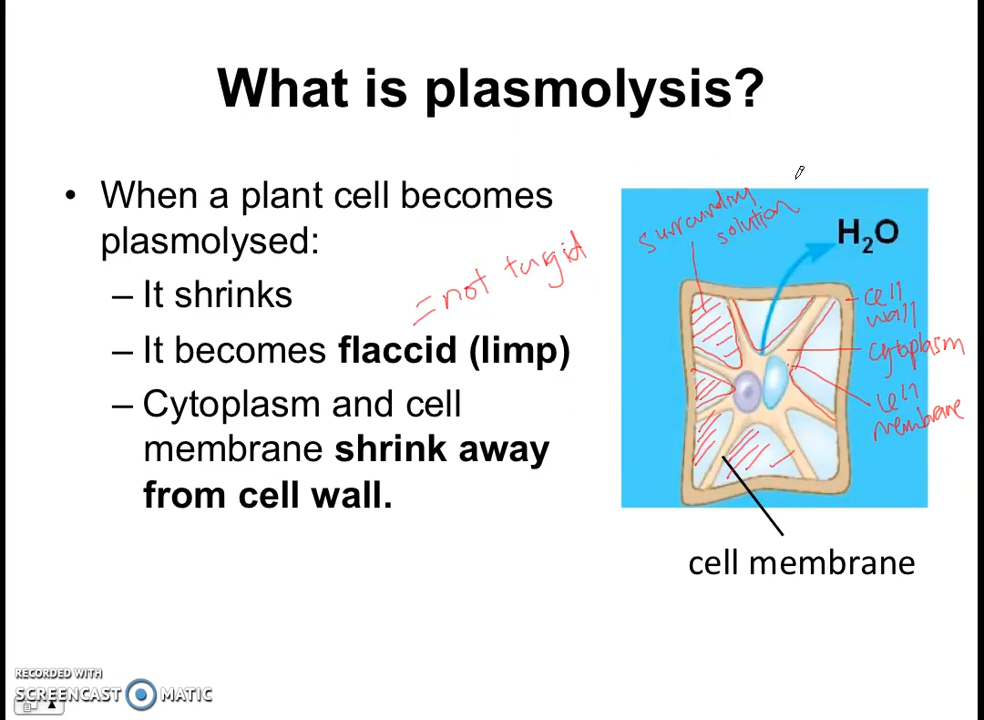 What is plasmolysis?
• When a plant cell becomes
plasmolysed:
– It shrinks
= not turgid
– It becomes flaccid (limp)
– Cytoplasm and cell
membrane shrink away
from cell wall.
surrounding
solution
H₂O
cell
wall
cytoplasm
cell
membrane
cell membrane
RECORDED WITH
SCREENCAST MATIC